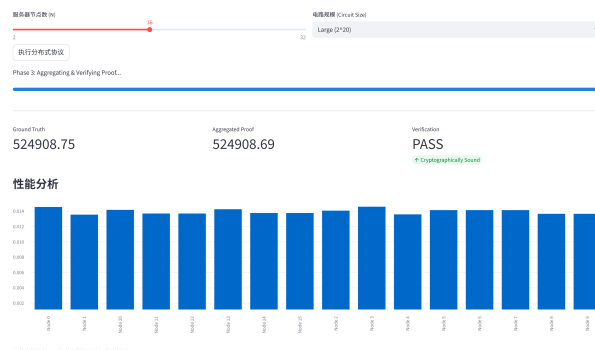 服务器节点数 (N)
电路规模 (Circuit Size)
16
Large (2^20)
2
32
执行分布式协议
Phase 3: Aggregating & Verifying Proof...
Ground Truth
Aggregated Proof
Verification
524908.75
524908.69
PASS
↑ Cryptographically Sound
性能分析
0.014
0.012
0.010
0.008
0.006
0.004
0.002
Node 0
Node 1
Node 10
Node 11
Node 12
Node 13
Node 14
Node 15
Node 2
Node 3
Node 4
Node 5
Node 6
Node 7
Node 8
Node 9